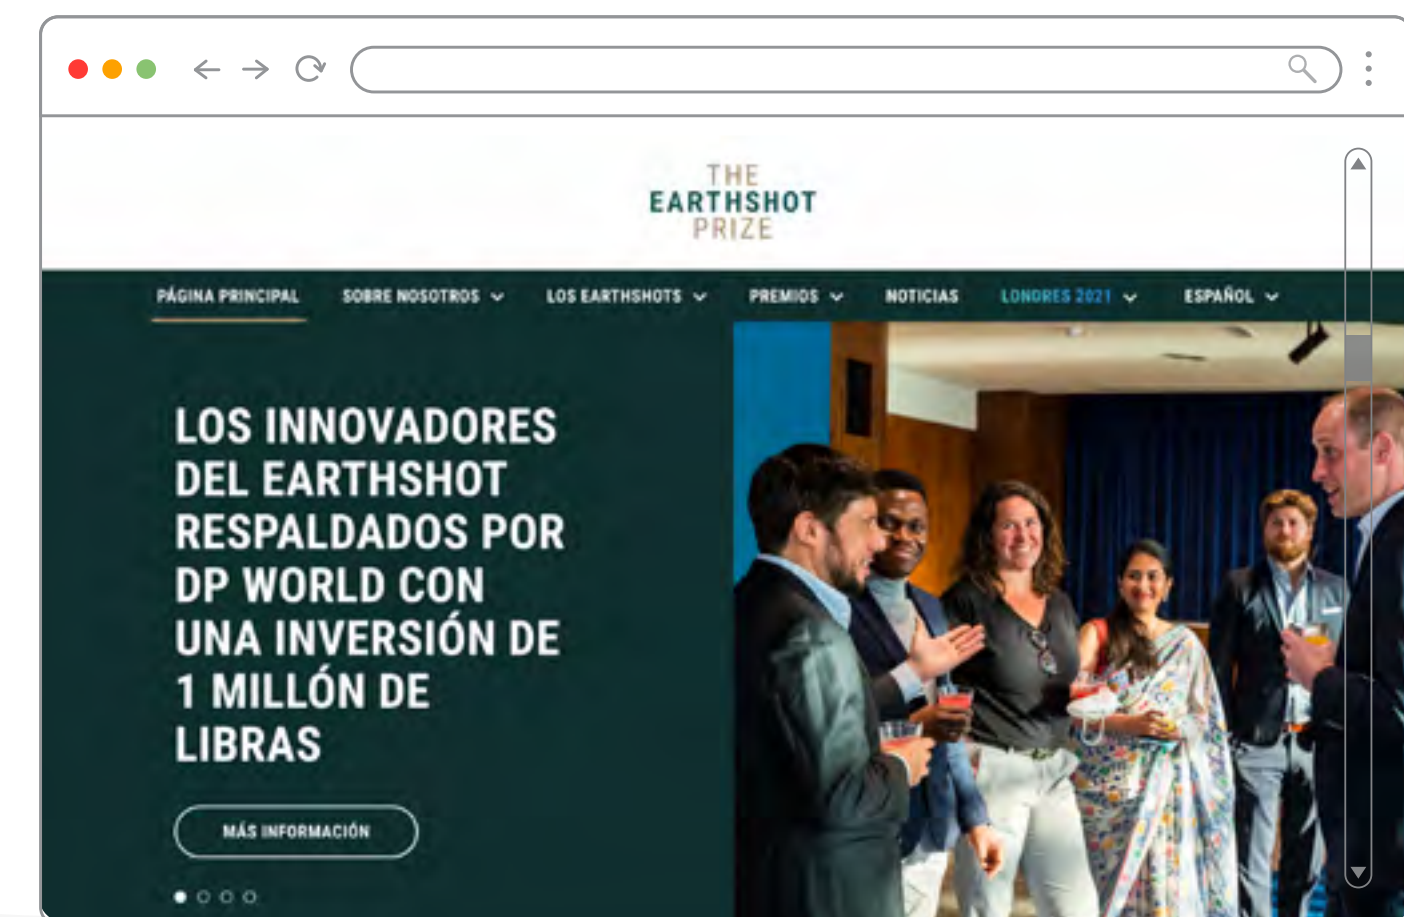 THE
EARTHSHOT
PRIZE
PÁGINA PRINCIPAL SOBRE NOSOTROS LOS EARTHSHOTS PREMIOS NOTICIAS LONDRES 2021 ESPAÑOL
LOS INNOVADORES
DEL EARTHSHOT
RESPALDADOS POR
DP WORLD CON
UNA INVERSIÓN DE
1 MILLÓN DE
LIBRAS
MÁS INFORMACIÓN